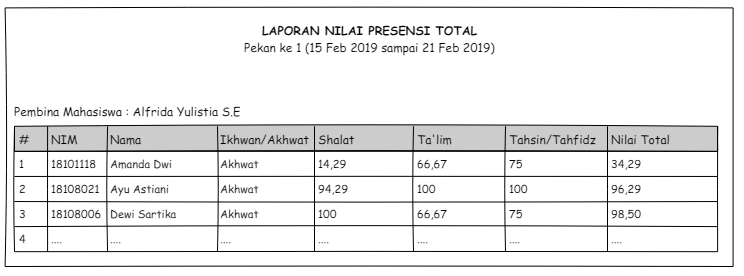 LAPORAN NILAI PRESENSI TOTAL
Pekan ke 1 (15 Feb 2019 sampai 21 Feb 2019)
Pembina Mahasiswa : Alfrida Yulistia S.E
# NIM Nama Ikhwan/Akhwat Shalat Ta'lim Tahsin/Tahfidz Nilai Total
1 18101118 Amanda Dwi Akhwat 14,29 66,67 75 34,29
2 18108021 Ayu Astiani Akhwat 94,29 100 100 96,29
3 18108006 Dewi Sartika Akhwat 100 66,67 75 98,50
4 .... .... .... .... .... .... ....